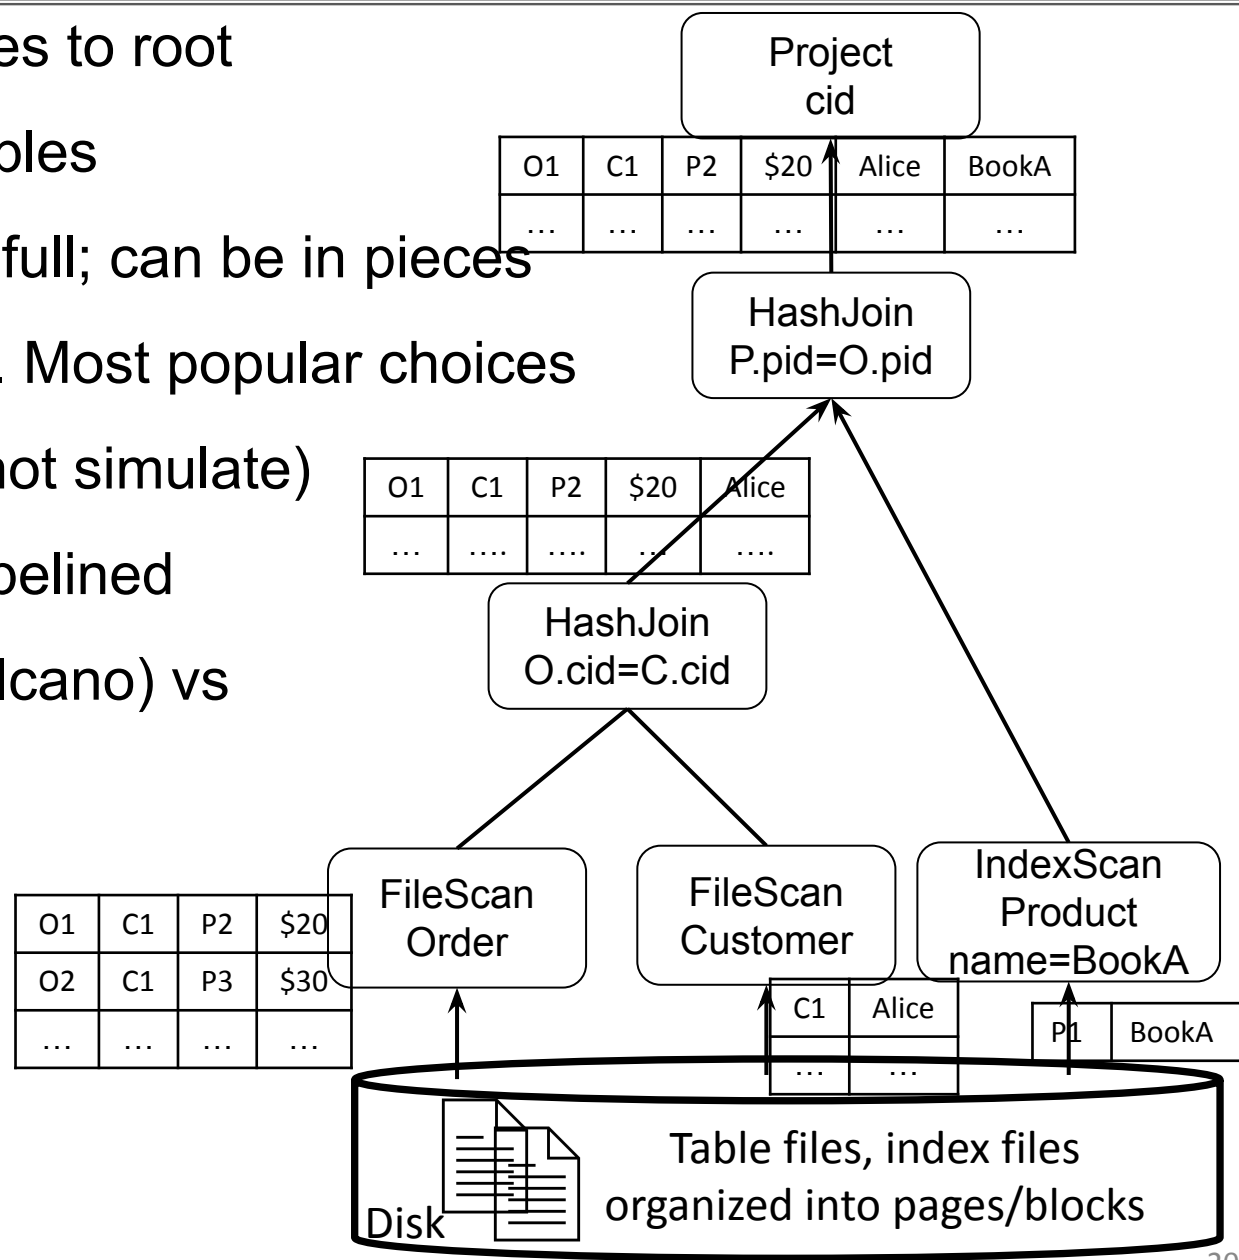 es to root
bles
full; can be in pieces
. Most popular choices
not simulate)
pelined
lcano) vs
Project
cid
O1 C1 P2 $20 Alice BookA
… … … … … …
HashJoin
P.pid=O.pid
O1 C1 P2 $20 Alice
… …. …. … ….
HashJoin
O.cid=C.cid
FileScan
Order
FileScan
Customer
IndexScan
Product
name=BookA
O1 C1 P2 $20
O2 C1 P3 $30
… … … …
C1 Alice
… …
P1 BookA
Disk
Table files, index files
organized into pages/blocks